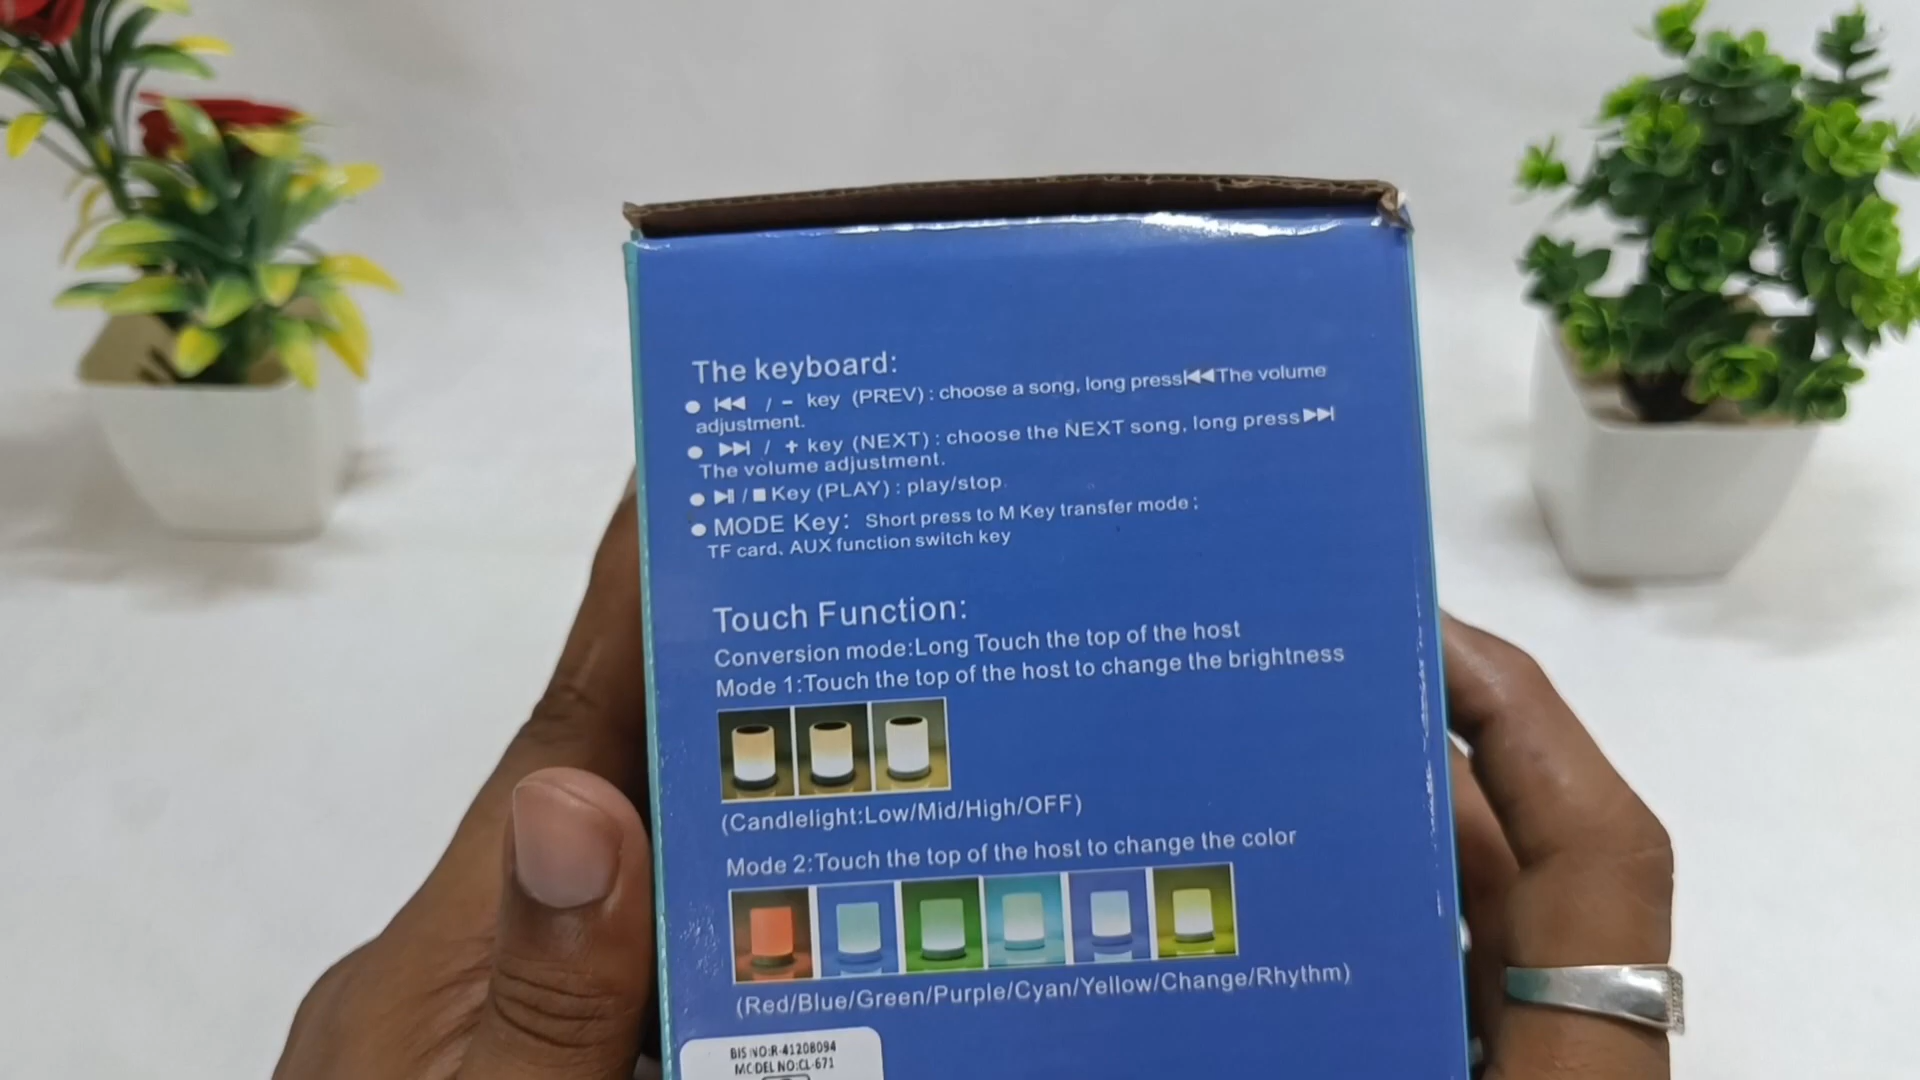 The keyboard:
● ⏮ / − key (PREV) : choose a song, long press⏮The volume
adjustment.
● ⏭ / + key (NEXT) : choose the NEXT song, long press⏭
The volume adjustment.
● ⏯/■ Key (PLAY) : play/stop.
● MODE Key: Short press to M Key transfer mode;
TF card、AUX function switch key
Touch Function:
Conversion mode:Long Touch the top of the host
Mode 1:Touch the top of the host to change the brightness
(Candlelight:Low/Mid/High/OFF)
Mode 2:Touch the top of the host to change the color
(Red/Blue/Green/Purple/Cyan/Yellow/Change/Rhythm)
BIS NO:R-41208094
MODEL NO:CL-671